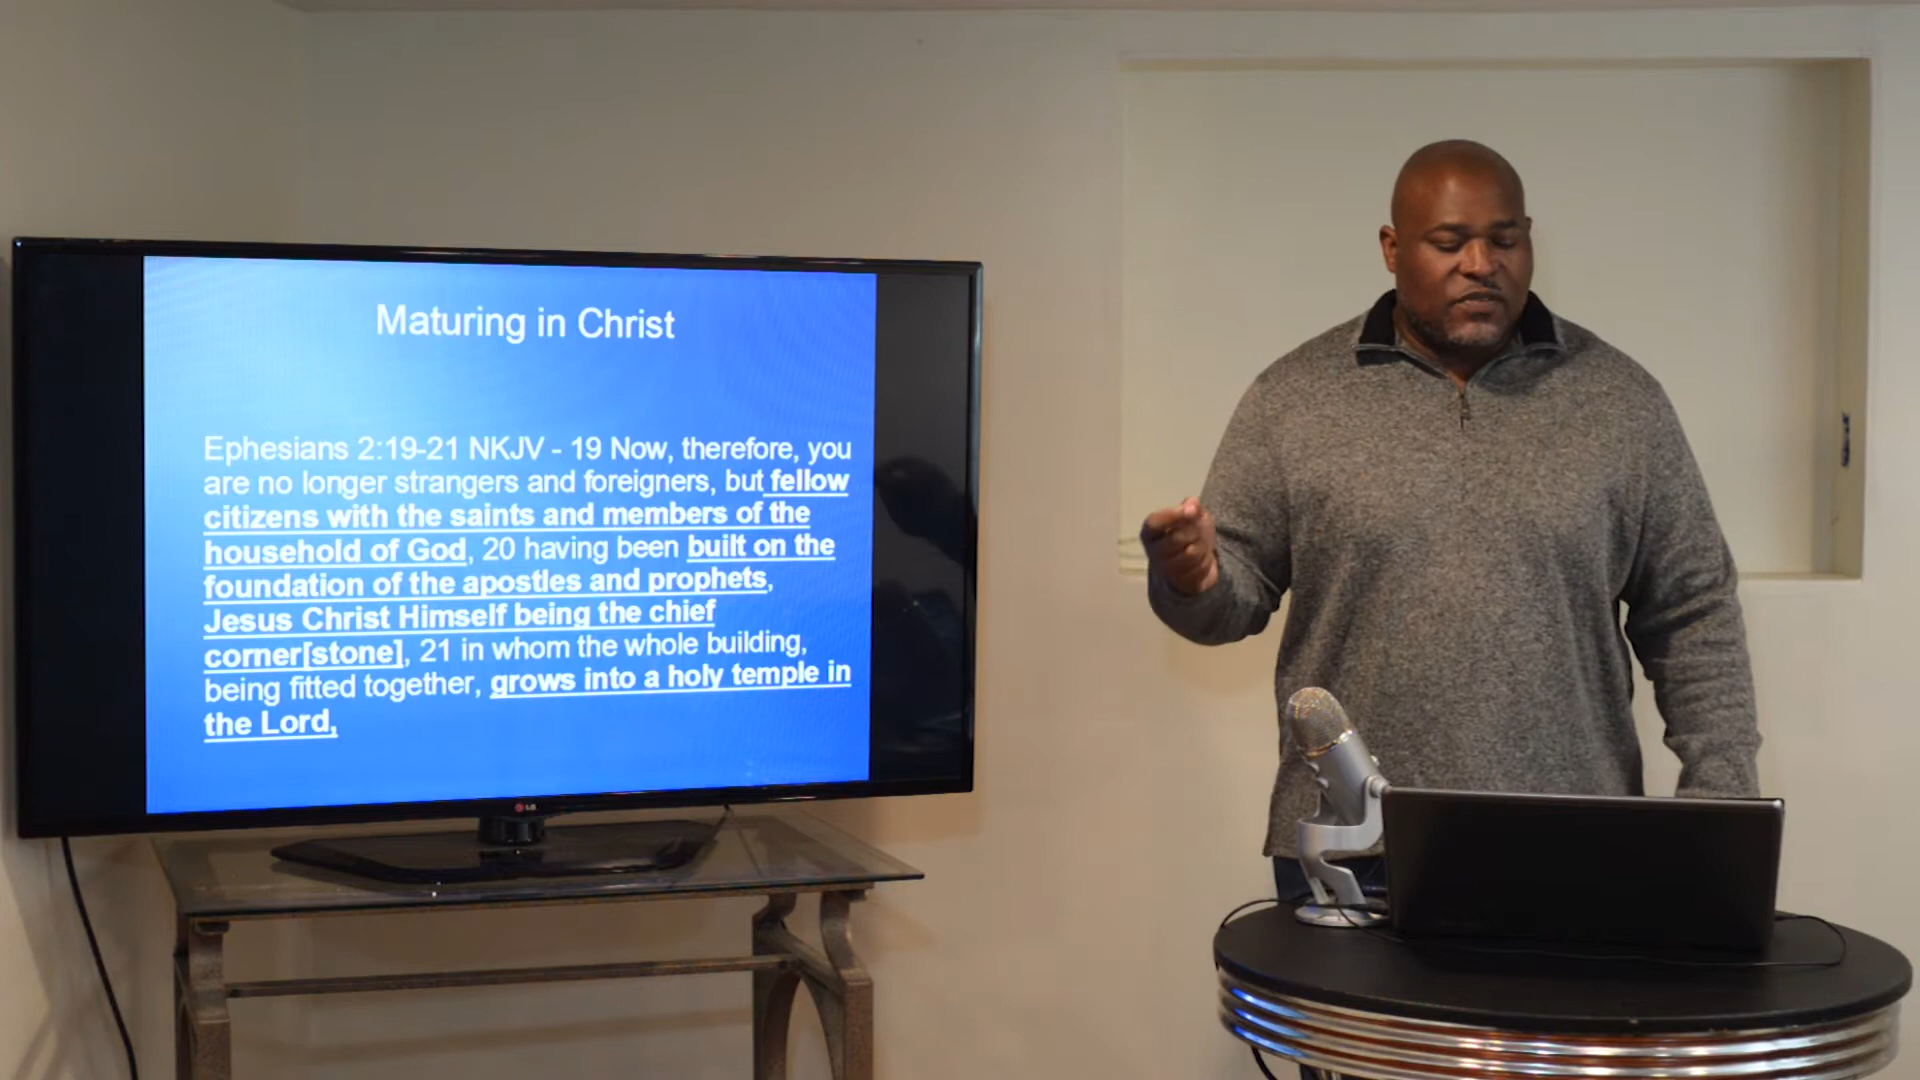 Maturing in Christ
Ephesians 2:19-21 NKJV - 19 Now, therefore, you
are no longer strangers and foreigners, but fellow
citizens with the saints and members of the
household of God, 20 having been built on the
foundation of the apostles and prophets,
Jesus Christ Himself being the chief
corner[stone], 21 in whom the whole building,
being fitted together, grows into a holy temple in
the Lord,
LG